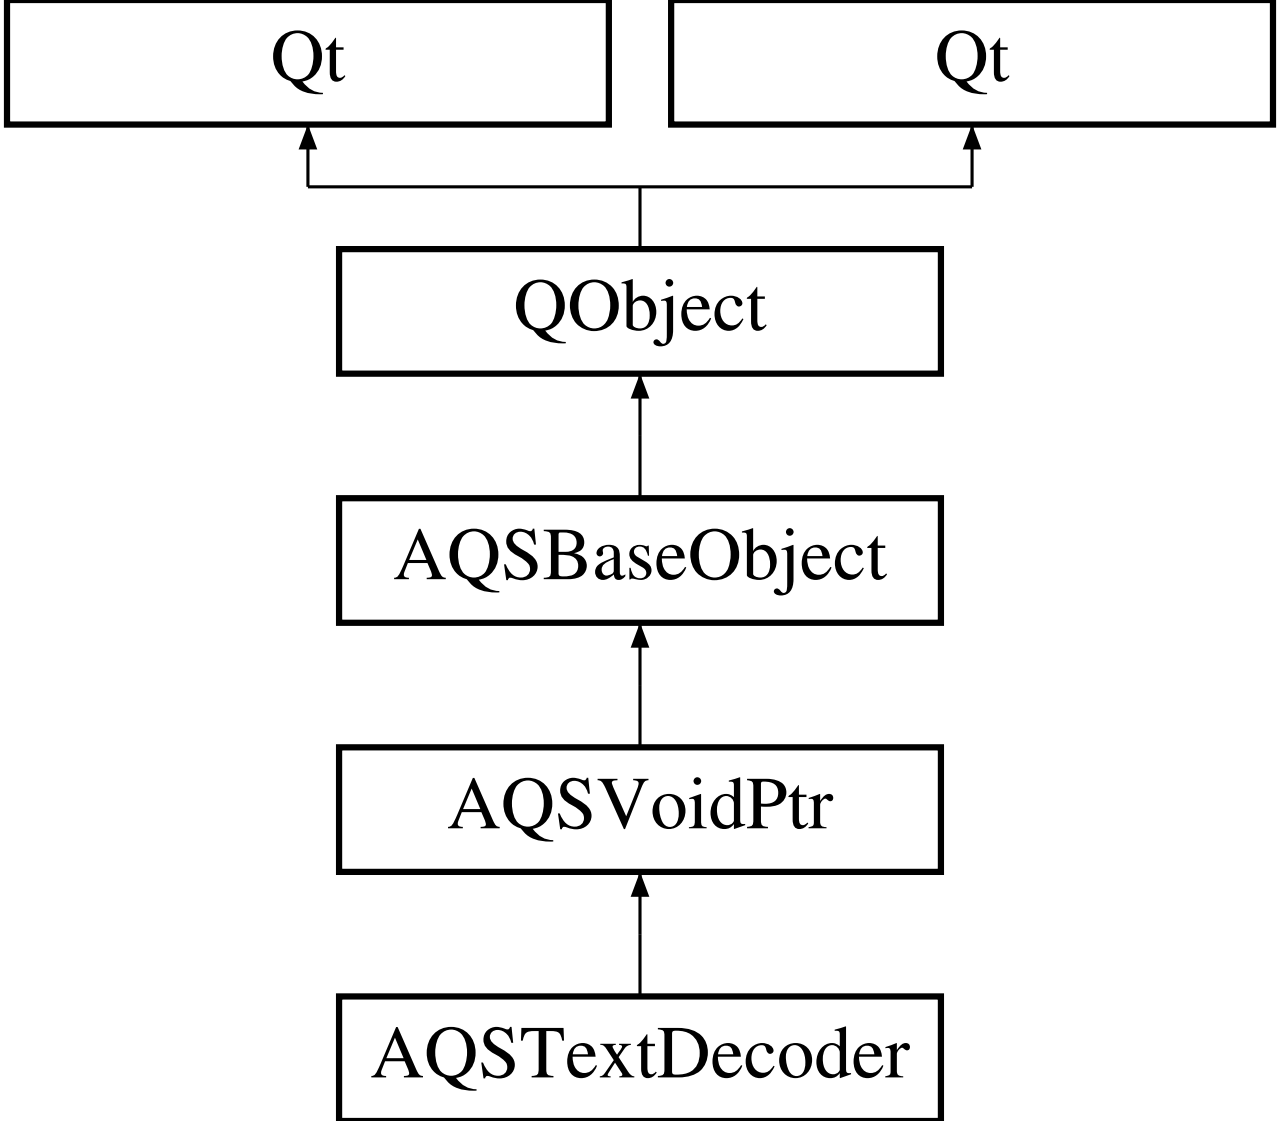 Qt
Qt
QObject
AQSBaseObject
AQSVoidPtr
AQSTextDecoder